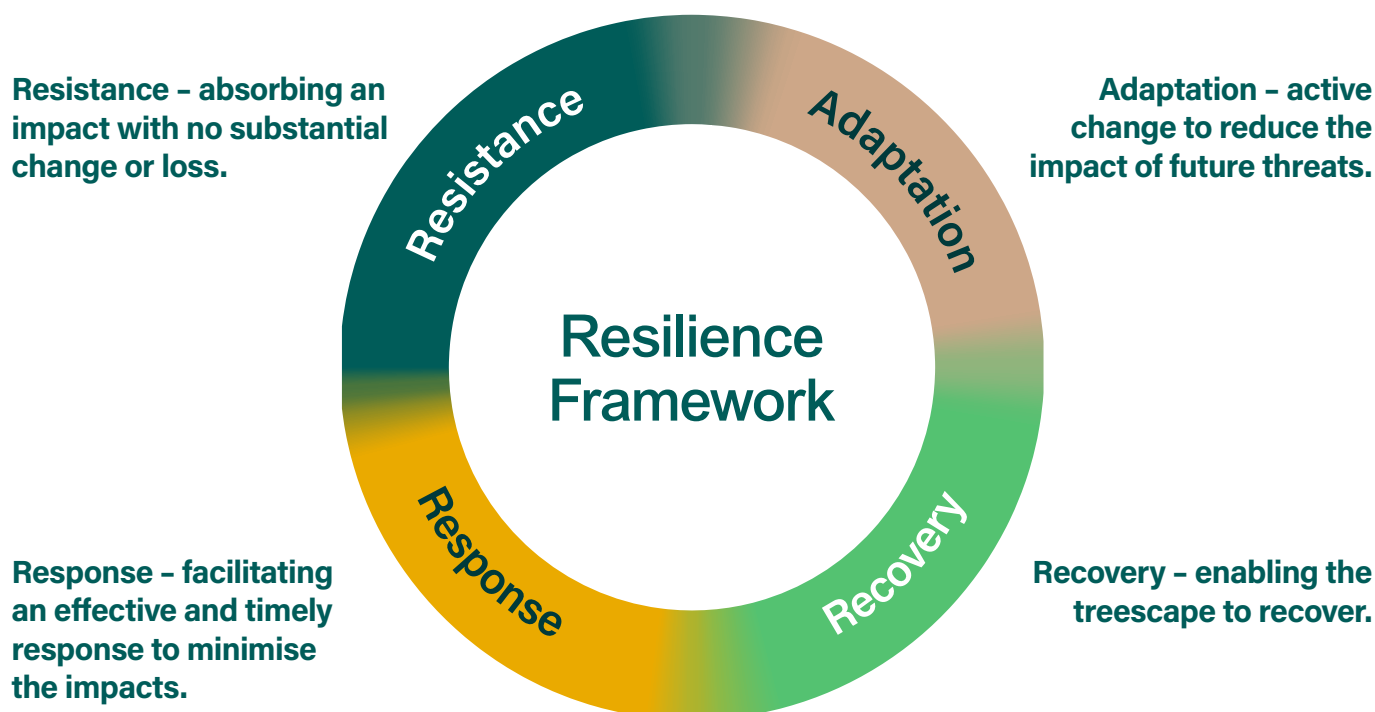 Resistance – absorbing an
impact with no substantial
change or loss.
Adaptation – active
change to reduce the
impact of future threats.
Resistance
Adaptation
Resilience
Framework
Response
Recovery
Response – facilitating
an effective and timely
response to minimise
the impacts.
Recovery – enabling the
treescape to recover.